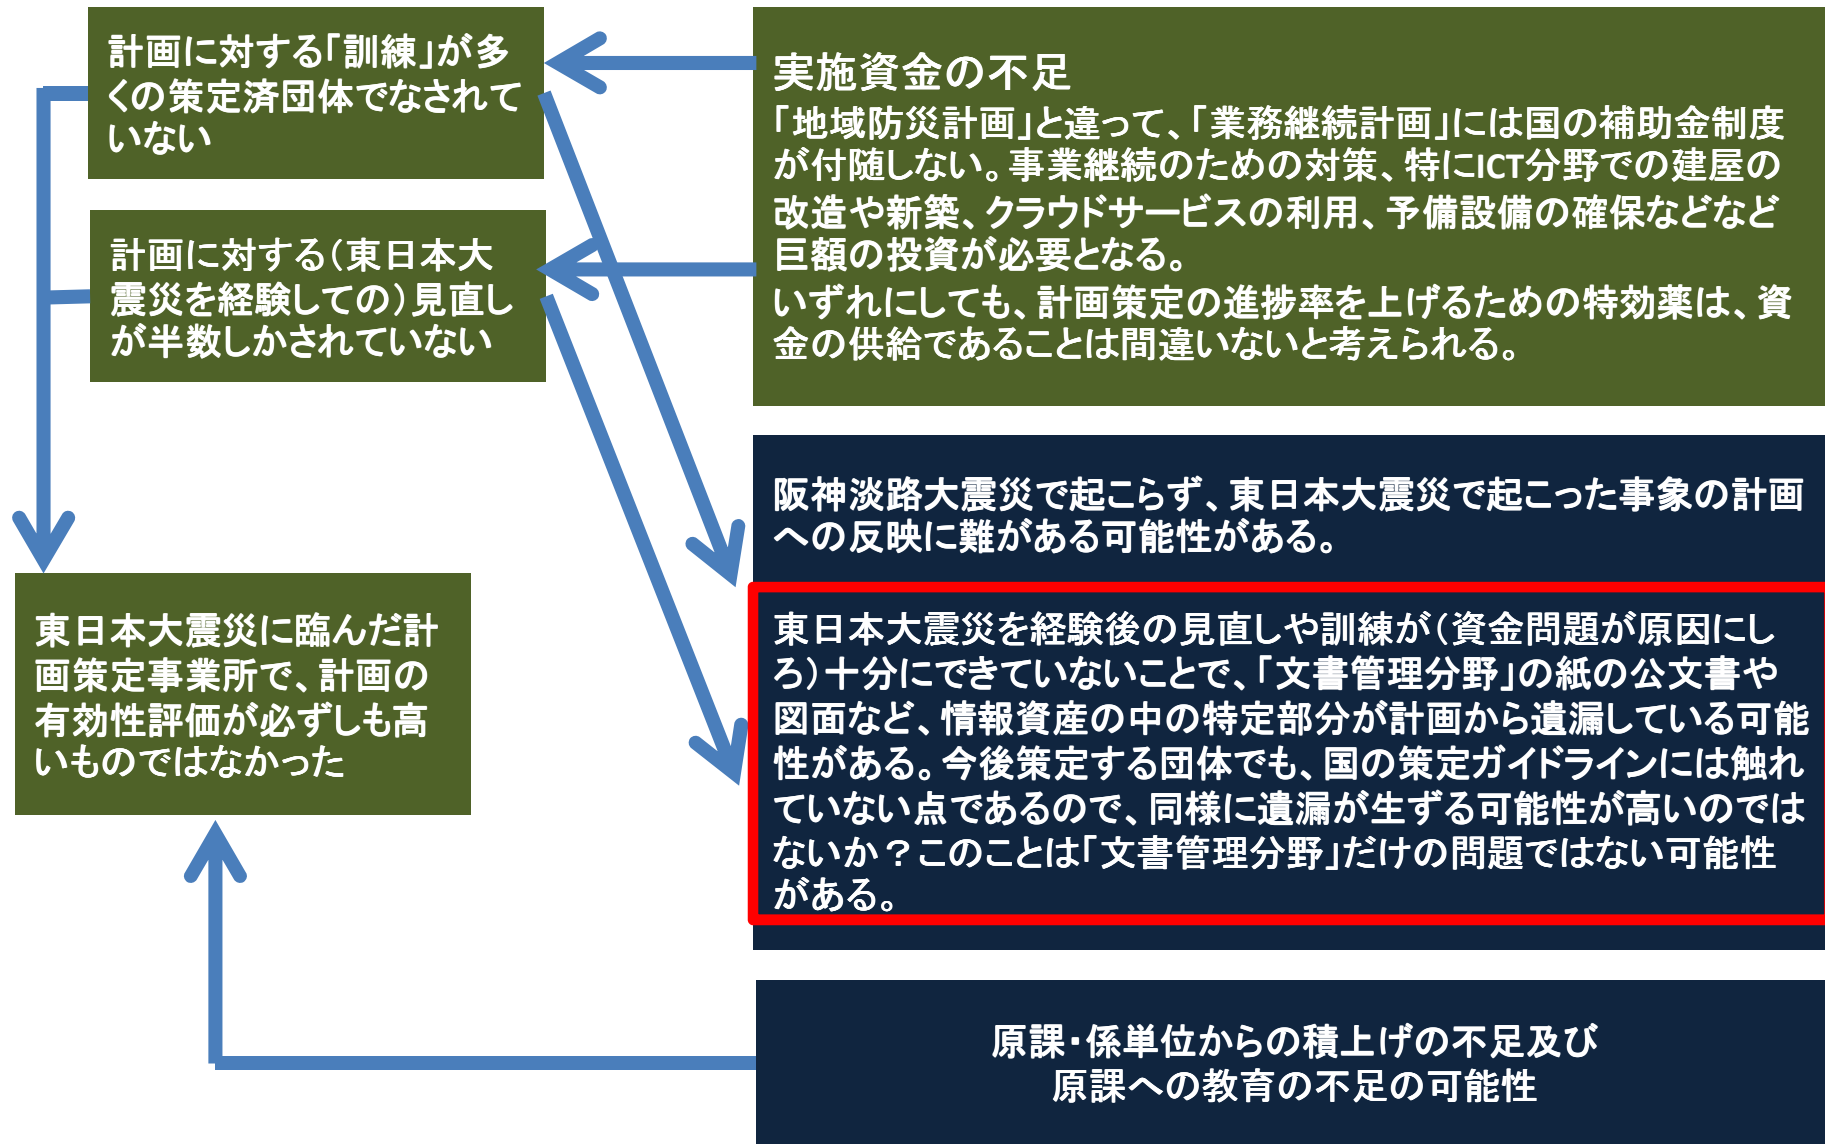 計画に対する「訓練」が多
くの策定済団体でなされて
いない
計画に対する（東日本大
震災を経験しての）見直し
が半数しかされていない
東日本大震災に臨んだ計
画策定事業所で、計画の
有効性評価が必ずしも高
いものではなかった
実施資金の不足
「地域防災計画」と違って、「業務継続計画」には国の補助金制度
が付随しない。事業継続のための対策、特にICT分野での建屋の
改造や新築、クラウドサービスの利用、予備設備の確保などなど
巨額の投資が必要となる。
いずれにしても、計画策定の進捗率を上げるための特効薬は、資
金の供給であることは間違いないと考えられる。
阪神淡路大震災で起こらず、東日本大震災で起こった事象の計画
への反映に難がある可能性がある。
東日本大震災を経験後の見直しや訓練が（資金問題が原因にし
ろ）十分にできていないことで、「文書管理分野」の紙の公文書や
図面など、情報資産の中の特定部分が計画から遺漏している可能
性がある。今後策定する団体でも、国の策定ガイドラインには触れ
ていない点であるので、同様に遺漏が生ずる可能性が高いのでは
ないか？このことは「文書管理分野」だけの問題ではない可能性
がある。
原課・係単位からの積上げの不足及び
原課への教育の不足の可能性